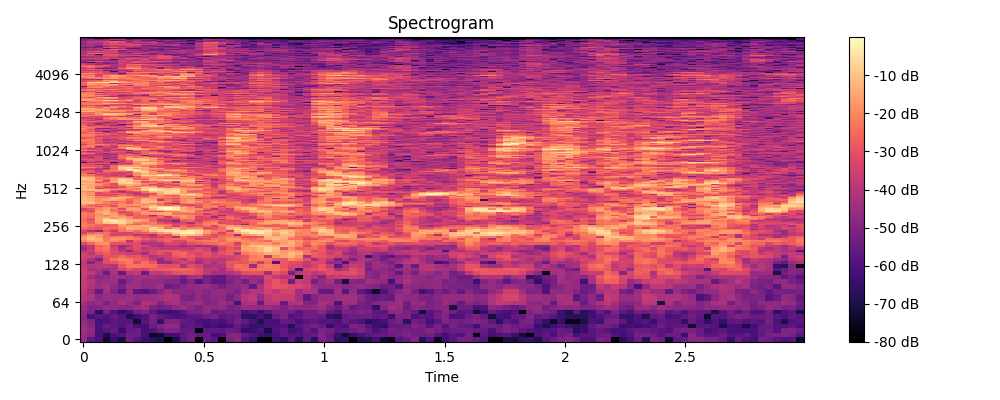 Spectrogram
4096
2048
1024
512
256
128
64
0
Hz
0
0.5
1
1.5
2
2.5
Time
-10 dB
-20 dB
-30 dB
-40 dB
-50 dB
-60 dB
-70 dB
-80 dB